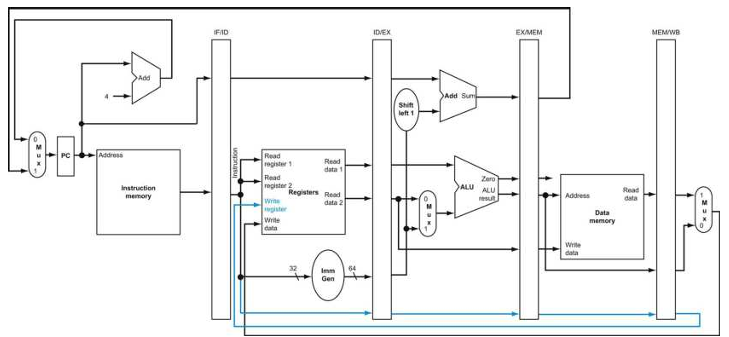 IF/ID
ID/EX
EX/MEM
MEM/WB
Add
4
Add Sum
Shift
left 1
0
M
u
x
1
PC
Address
Instruction
memory
Instruction
Read
register 1
Read
register 2
Write
register
Write
data
Registers
Read
data 1
Read
data 2
0
M
u
x
1
Zero
ALU
ALU
result
Address
Read
data
Data
memory
Write
data
1
M
u
x
0
32
Imm
Gen
64